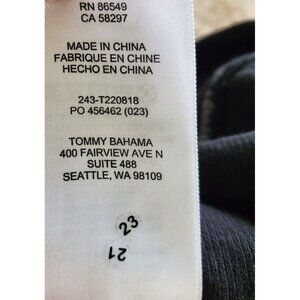 RN 86549
CA 58297
MADE IN CHINA
FABRIQUE EN CHINE
HECHO EN CHINA
243-T220818
PO 456462 (023)
TOMMY BAHAMA
400 FAIRVIEW AVE N
SUITE 488
SEATTLE, WA 98109
23
21